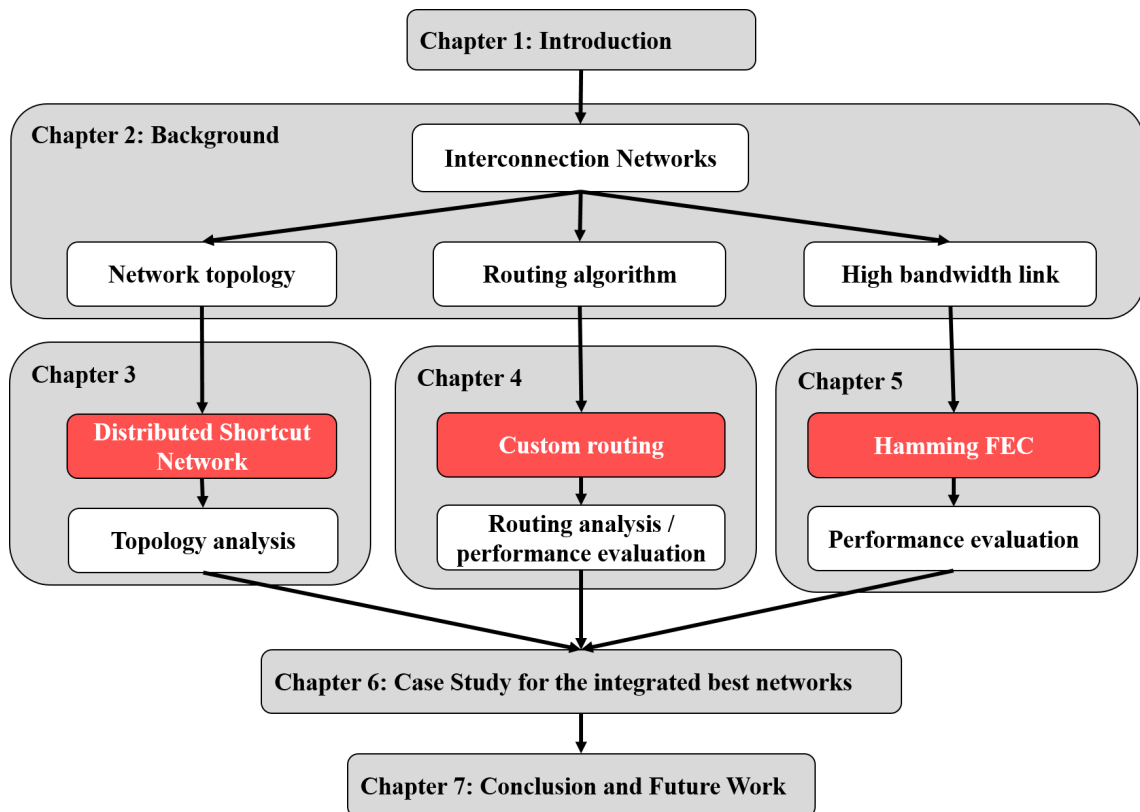 Chapter 1: Introduction
Chapter 2: Background
Interconnection Networks
Network topology
Routing algorithm
High bandwidth link
Chapter 3
Distributed Shortcut
Network
Topology analysis
Chapter 4
Custom routing
Routing analysis /
performance evaluation
Chapter 5
Hamming FEC
Performance evaluation
Chapter 6: Case Study for the integrated best networks
Chapter 7: Conclusion and Future Work